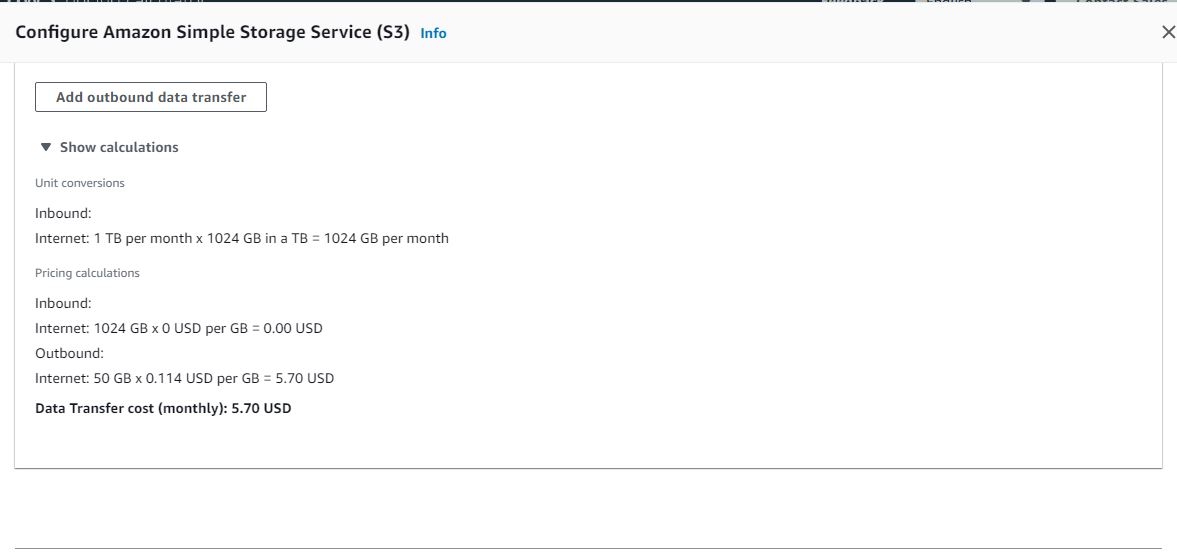 Configure Amazon Simple Storage Service (S3) Info
Add outbound data transfer
Show calculations
Unit conversions
Inbound:
Internet: 1 TB per month x 1024 GB in a TB = 1024 GB per month
Pricing calculations
Inbound:
Internet: 1024 GB x 0 USD per GB = 0.00 USD
Outbound:
Internet: 50 GB x 0.114 USD per GB = 5.70 USD
Data Transfer cost (monthly): 5.70 USD